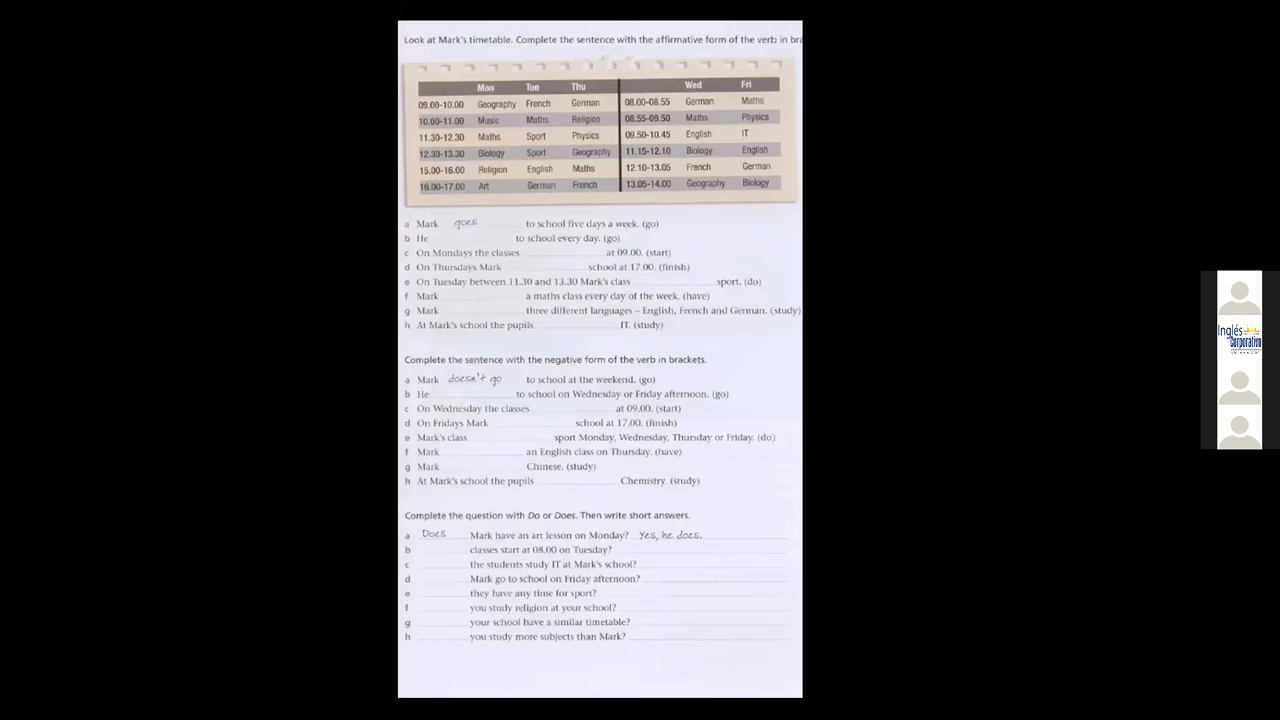 Look at Mark's timetable. Complete the sentence with the affirmative form of the verb in bra
Mon Tue Thu Wed Fri
09.00-10.00 Geography French German 08.00-08.55 German Maths
10.00-11.00 Music Maths Religion 08.55-09.50 Maths Physics
11.30-12.30 Maths Sport Physics 09.50-10.45 English IT
12.30-13.30 Biology Sport Geography 11.15-12.10 Biology English
15.00-16.00 Religion English Maths 12.10-13.05 French German
16.00-17.00 Art German French 13.05-14.00 Geography Biology
a Mark goes to school five days a week. (go)
b He to school every day. (go)
c On Mondays the classes at 09.00. (start)
d On Thursdays Mark school at 17.00. (finish)
e On Tuesday between 11.30 and 13.30 Mark's class sport. (do)
f Mark a maths class every day of the week. (have)
g Mark three different languages – English, French and German. (study)
h At Mark's school the pupils IT. (study)
Complete the sentence with the negative form of the verb in brackets.
a Mark doesn't go to school at the weekend. (go)
b He to school on Wednesday or Friday afternoon. (go)
c On Wednesday the classes at 09.00. (start)
d On Fridays Mark school at 17.00. (finish)
e Mark's class sport Monday, Wednesday, Thursday or Friday. (do)
f Mark an English class on Thursday. (have)
g Mark Chinese. (study)
h At Mark's school the pupils Chemistry. (study)
Complete the question with Do or Does. Then write short answers.
a Does Mark have an art lesson on Monday? Yes, he does.
b classes start at 08.00 on Tuesday?
c the students study IT at Mark's school?
d Mark go to school on Friday afternoon?
e they have any time for sport?
f you study religion at your school?
g your school have a similar timetable?
h you study more subjects than Mark?
Inglés
Corporativo